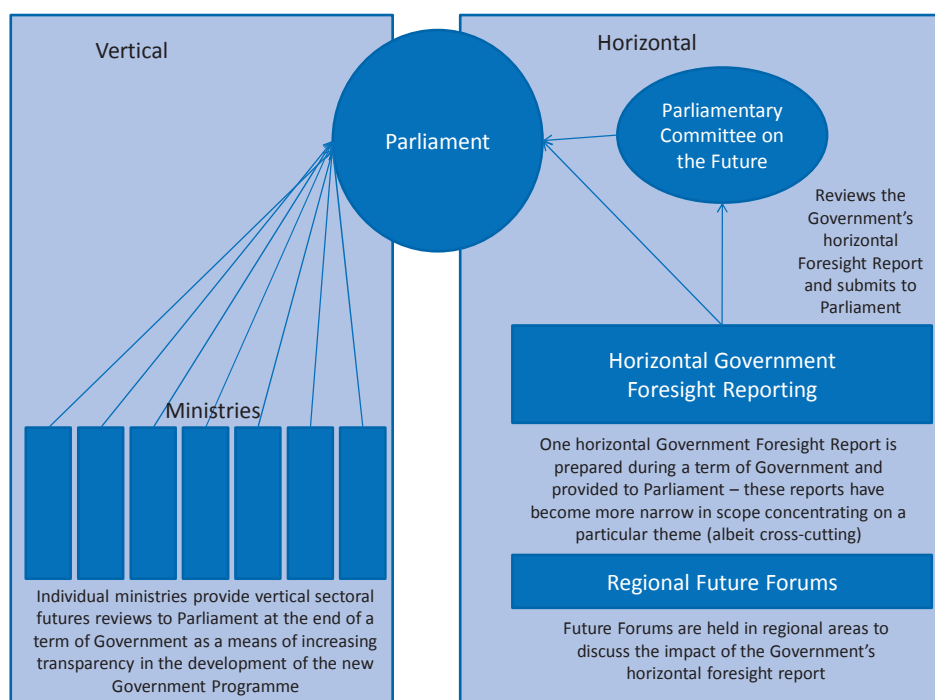 Vertical
Ministries
Individual ministries provide vertical sectoral
futures reviews to Parliament at the end of a
term of Government as a means of increasing
transparency in the development of the new
Government Programme
Parliament
Horizontal
Parliamentary
Committee on
the Future
Reviews the
Government’s
horizontal
Foresight Report
and submits to
Parliament
Horizontal Government
Foresight Reporting
One horizontal Government Foresight Report is
prepared during a term of Government and
provided to Parliament – these reports have
become more narrow in scope concentrating on a
particular theme (albeit cross-cutting)
Regional Future Forums
Future Forums are held in regional areas to
discuss the impact of the Government’s
horizontal foresight report